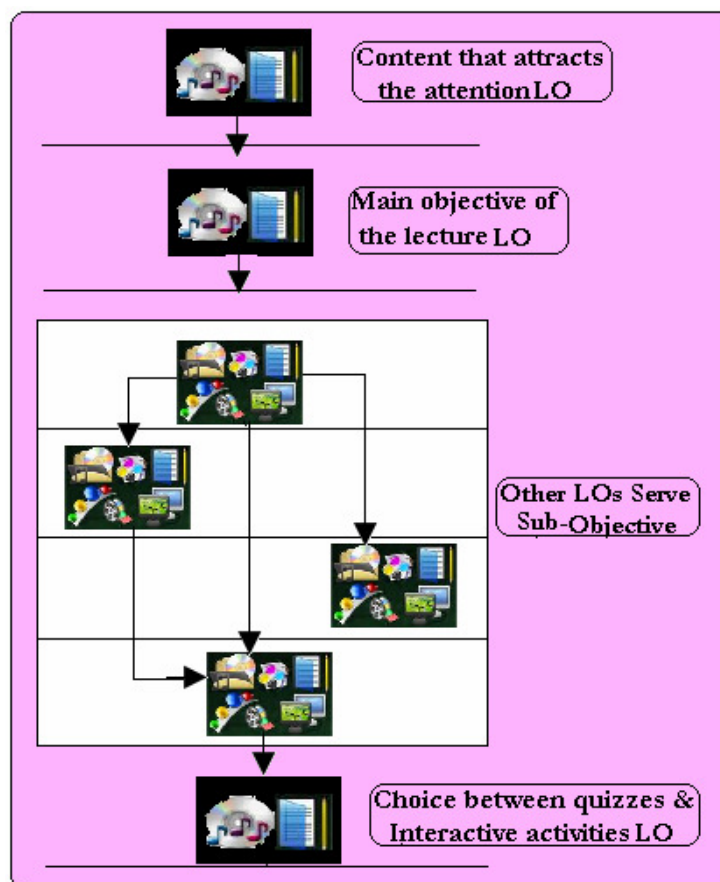 Content that attracts
the attention LO
Main objective of
the lecture LO
Other LOs Serve
Sub-Objective
Choice between quizzes &
Interactive activities LO